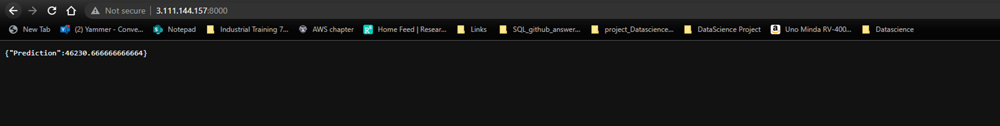 Not secure 3.111.144.157:8000
New Tab (2) Yammer - Conve... Notepad Industrial Training 7... AWS chapter Home Feed | Resear... Links SQL_github_answer... project_Datascience... DataScience Project Uno Minda RV-400... Datascience
{"Prediction":46230.666666666664}